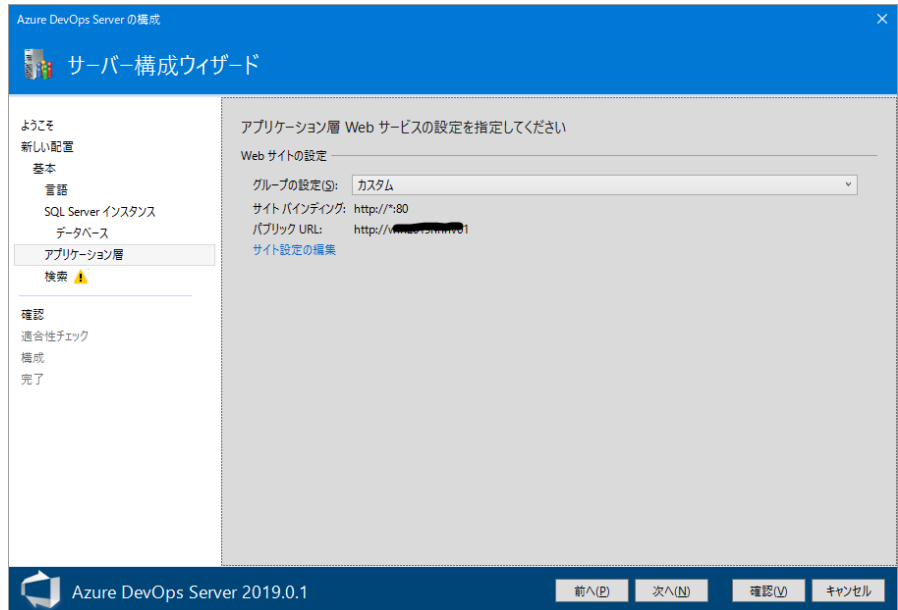 Azure DevOps Server の構成
サーバー構成ウィザード
ようこそ
新しい配置
基本
言語
SQL Server インスタンス
データベース
アプリケーション層
検索
確認
適合性チェック
構成
完了
アプリケーション層 Web サービスの設定を指定してください
Web サイトの設定
グループの設定(S): カスタム
サイト バインディング: http://*:80
パブリック URL:
サイト設定の編集
Azure DevOps Server 2019.0.1
前へ(P) 次へ(N) 確認(V) キャンセル